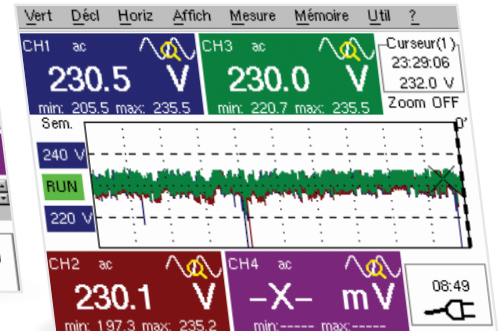 Vert Décl Horiz Affich Mesure Mémoire Util ?
CH1 ac
230.5 V
min: 205.5 max: 235.5
CH3 ac
230.0 V
min: 220.7 max: 235.5
Curseur(1)
23:29:06
232.0 V
Zoom OFF
Sem.
0'
240 V
RUN
220 V
CH2 ac
230.1 V
min: 197.3 max: 235.2
CH4 ac
-X- mV
min:----- max:-----
08:49